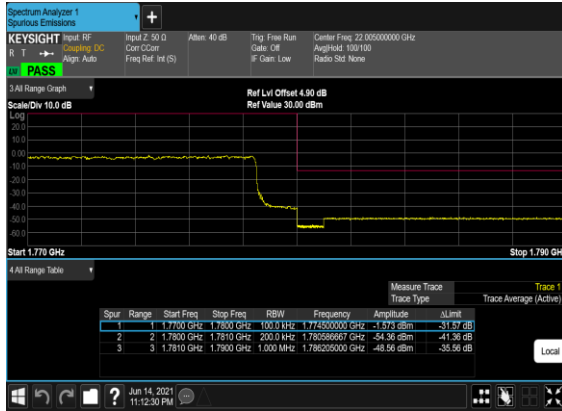 Spectrum Analyzer 1
Spurious Emissions
KEYSIGHT
R T
LXI PASS
Input: RF
Coupling: DC
Align: Auto
Input Z: 50 Ω
Corr CCorr
Freq Ref: Int (S)
Atten: 40 dB
Trig: Free Run
Gate: Off
IF Gain: Low
Center Freq: 22.005000000 GHz
Avg|Hold: 100/100
Radio Std: None
3 All Range Graph
Scale/Div 10.0 dB
Ref Lvl Offset 4.90 dB
Ref Value 30.00 dBm
Log
20.0
10.0
0.00
-10.0
-20.0
-30.0
-40.0
-50.0
-60.0
Start 1.770 GHz
Stop 1.790 GHz
4 All Range Table
Measure Trace Trace 1
Trace Type Trace Average (Active)
Spur Range Start Freq Stop Freq RBW Frequency Amplitude ΔLimit
1 1 1.7700 GHz 1.7800 GHz 100.0 kHz 1.774500000 GHz -1.573 dBm -31.57 dB
2 2 1.7800 GHz 1.7810 GHz 200.0 kHz 1.780586667 GHz -54.36 dBm -41.36 dB
3 3 1.7810 GHz 1.7900 GHz 1.000 MHz 1.786205000 GHz -48.56 dBm -35.56 dB
Local
?
Jun 14, 2021
11:12:30 PM